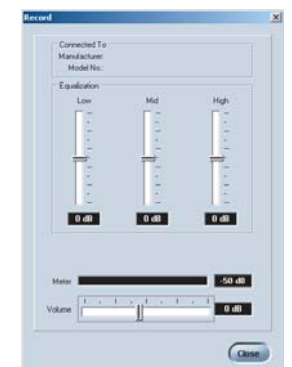 Record
Connected To
Manufacturer:
Model No.:
Equalization
Low Mid High
0 dB 0 dB 0 dB
Meter -50 dB
Volume 0 dB
Close